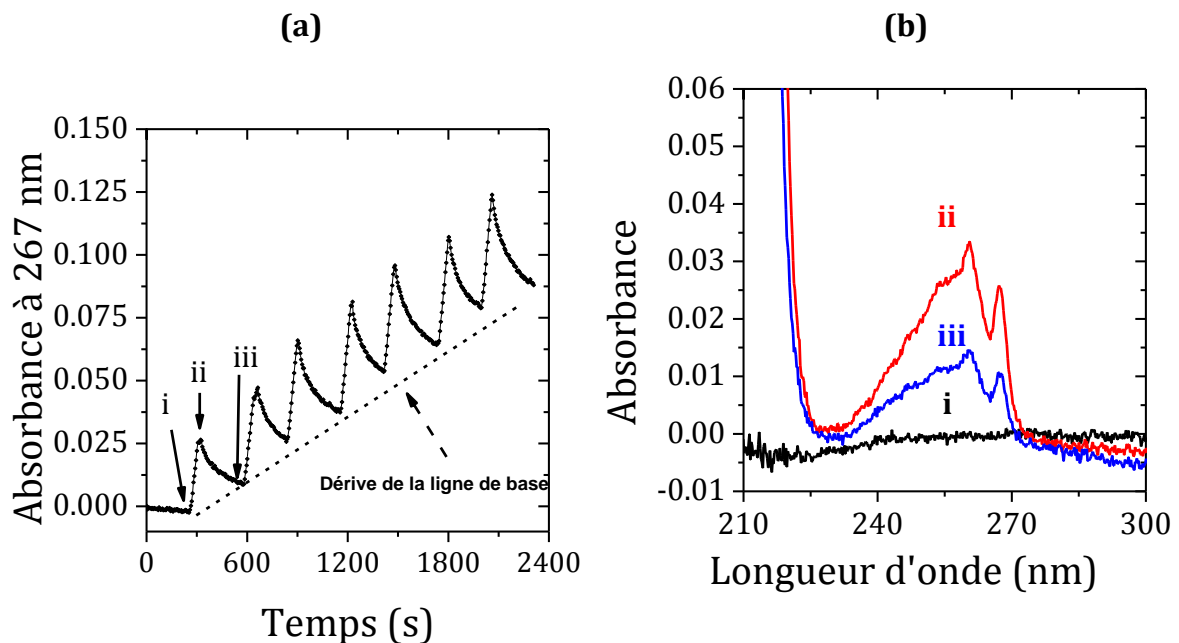 (a)
Absorbance à 267 nm
0.150
0.125
0.100
0.075
0.050
0.025
0.000
i
ii
iii
Dérive de la ligne de base
0
600
1200
1800
2400
Temps (s)
(b)
Absorbance
0.06
0.05
0.04
0.03
0.02
0.01
0.00
-0.01
ii
iii
i
210
240
270
300
Longueur d'onde (nm)